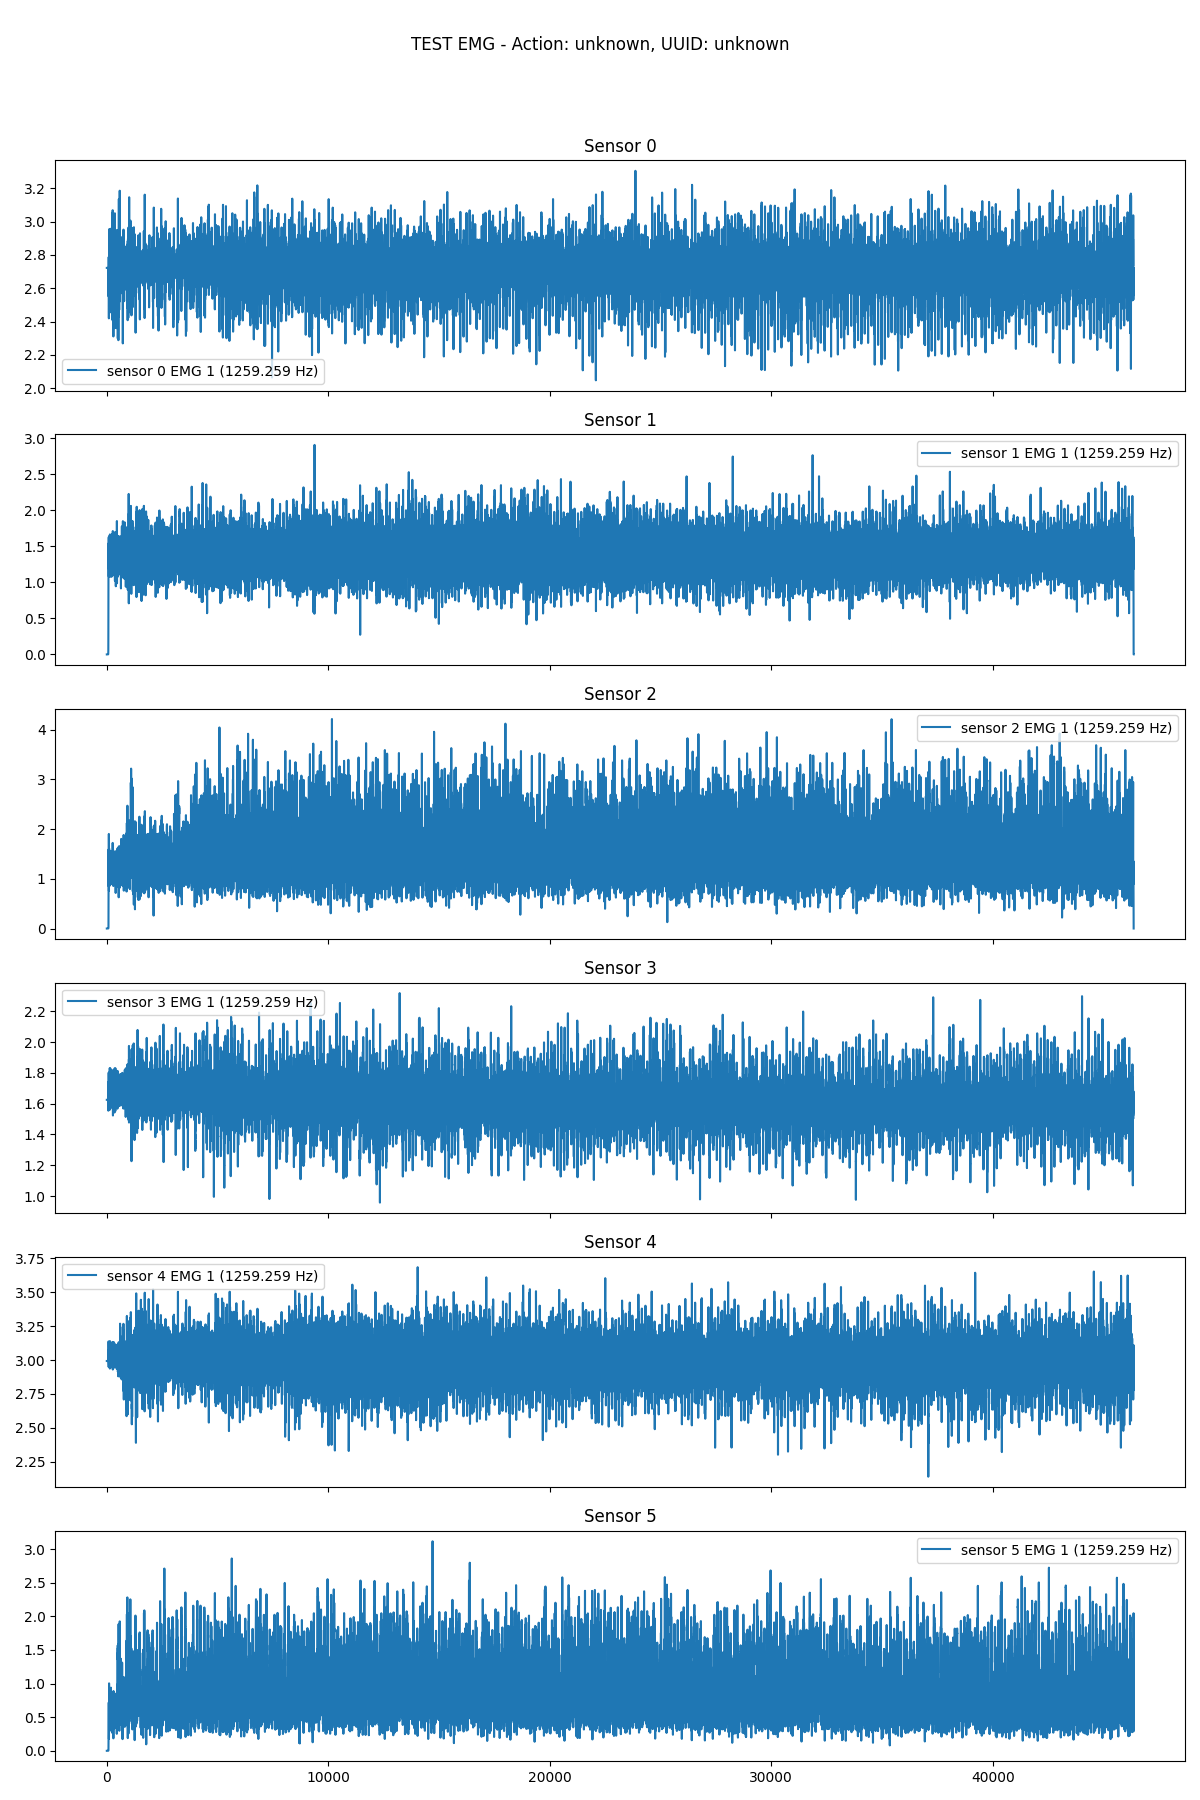 TEST EMG - Action: unknown, UUID: unknown
Sensor 0
3.2
3.0
2.8
2.6
2.4
2.2
2.0
sensor 0 EMG 1 (1259.259 Hz)
Sensor 1
3.0
2.5
2.0
1.5
1.0
0.5
0.0
sensor 1 EMG 1 (1259.259 Hz)
Sensor 2
4
3
2
1
0
sensor 2 EMG 1 (1259.259 Hz)
Sensor 3
2.2
2.0
1.8
1.6
1.4
1.2
1.0
sensor 3 EMG 1 (1259.259 Hz)
Sensor 4
3.75
3.50
3.25
3.00
2.75
2.50
2.25
sensor 4 EMG 1 (1259.259 Hz)
Sensor 5
3.0
2.5
2.0
1.5
1.0
0.5
0.0
sensor 5 EMG 1 (1259.259 Hz)
0 10000 20000 30000 40000